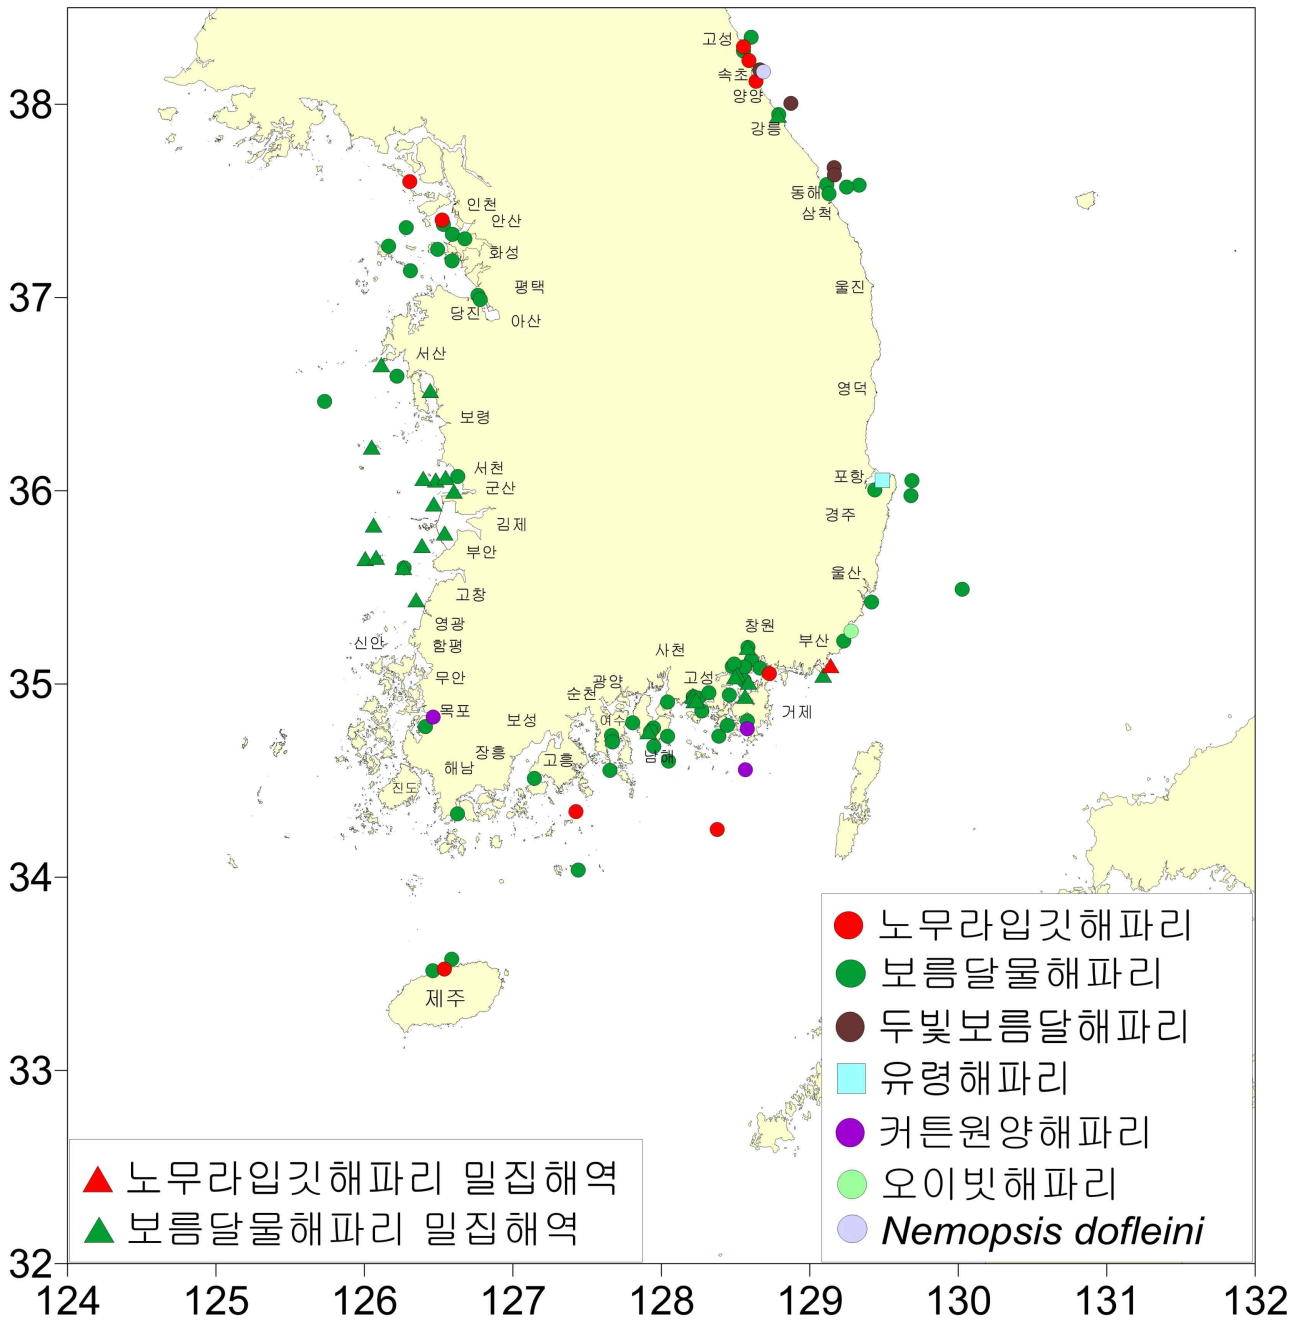 고성
속초
양양
38
강릉
동해
삼척
인천
안산
화성
평택
37
울진
당진
아산
서산
영덕
보령
서천
포항
36
군산
경주
김제
부안
울산
고창
영광
신안
함평
창원
부산
사천
무안
고성
35
광양
순천
목포
여수
거제
보성
장흥
고흥
남해
해남
진도
34
제주
33
32
노무라입깃해파리
보름달물해파리
두빛보름달해파리
유령해파리
커튼원양해파리
오이빗해파리
Nemopsis dofleini
노무라입깃해파리 밀집해역
보름달물해파리 밀집해역
124 125 126 127 128 129 130 131 132